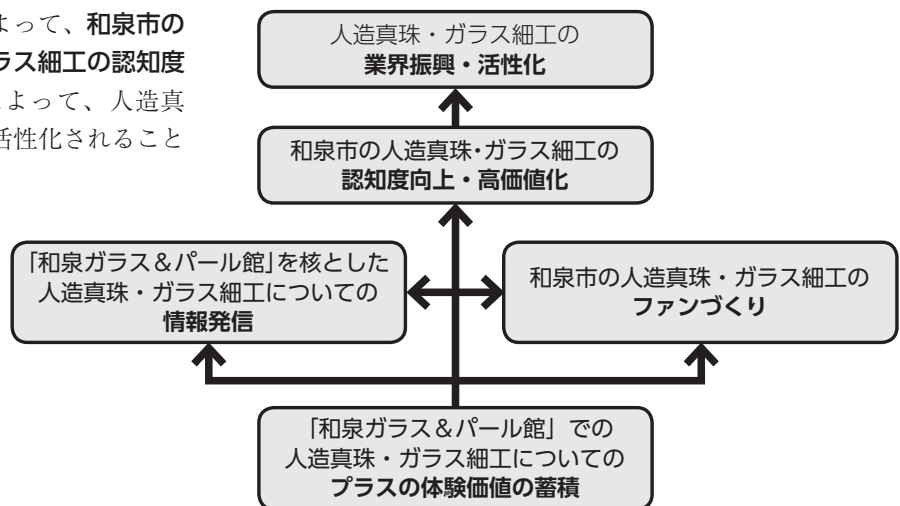 よって、和泉市の
ラス細工の認知度
よって、人造真
活性化されること
人造真珠・ガラス細工の
業界振興・活性化
和泉市の人造真珠・ガラス細工の
認知度向上・高価値化
「和泉ガラス＆パール館」を核とした
人造真珠・ガラス細工についての
情報発信
和泉市の人造真珠・ガラス細工の
ファンづくり
「和泉ガラス＆パール館」での
人造真珠・ガラス細工についての
プラスの体験価値の蓄積